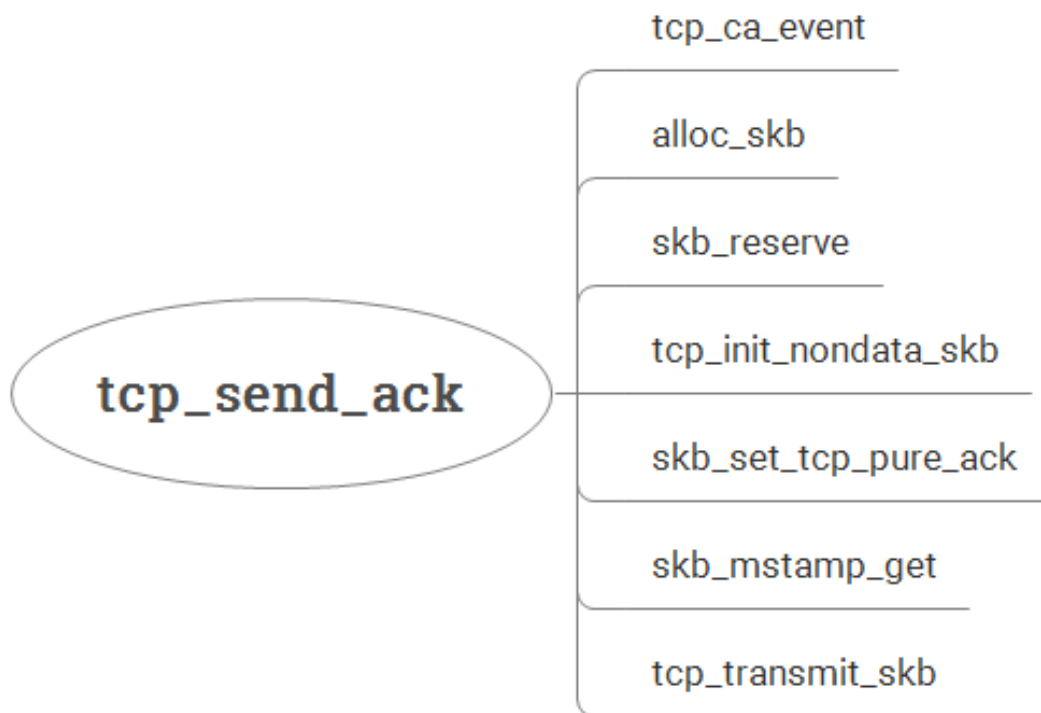 tcp_ca_event
alloc_skb
skb_reserve
tcp_init_nondata_skb
tcp_send_ack
skb_set_tcp_pure_ack
skb_mstamp_get
tcp_transmit_skb